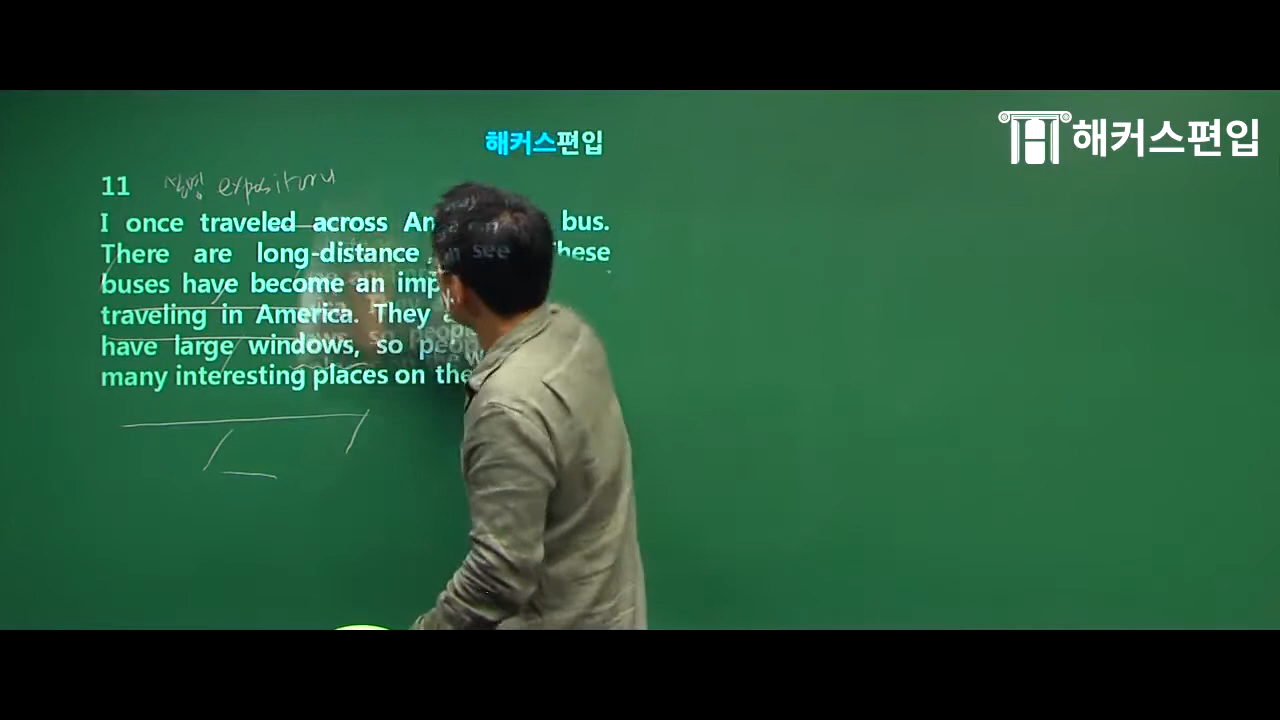 해커스편입
해커스편입
11 설명 expository
I once traveled across Am bus.
There are long-distance n see hese
buses have become an imp
traveling in America. They a
have large windows, so peop
many interesting places on the